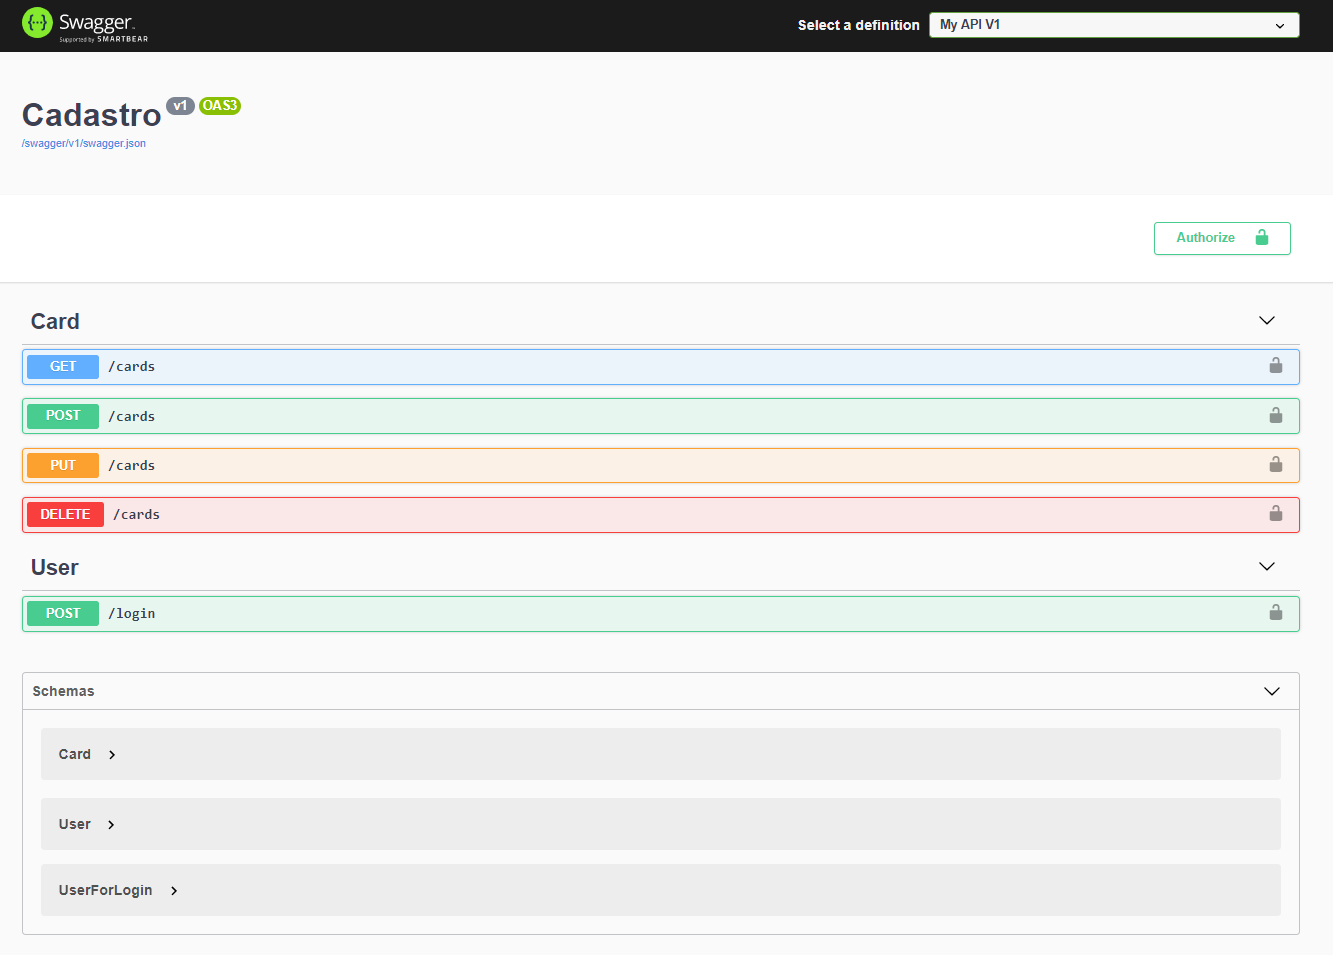 Swagger.
Supported by SMARTBEAR
Select a definition
My API V1
Cadastro v1 OAS3
/swagger/v1/swagger.json
Authorize
Card
GET /cards
POST /cards
PUT /cards
DELETE /cards
User
POST /login
Schemas
Card
User
UserForLogin